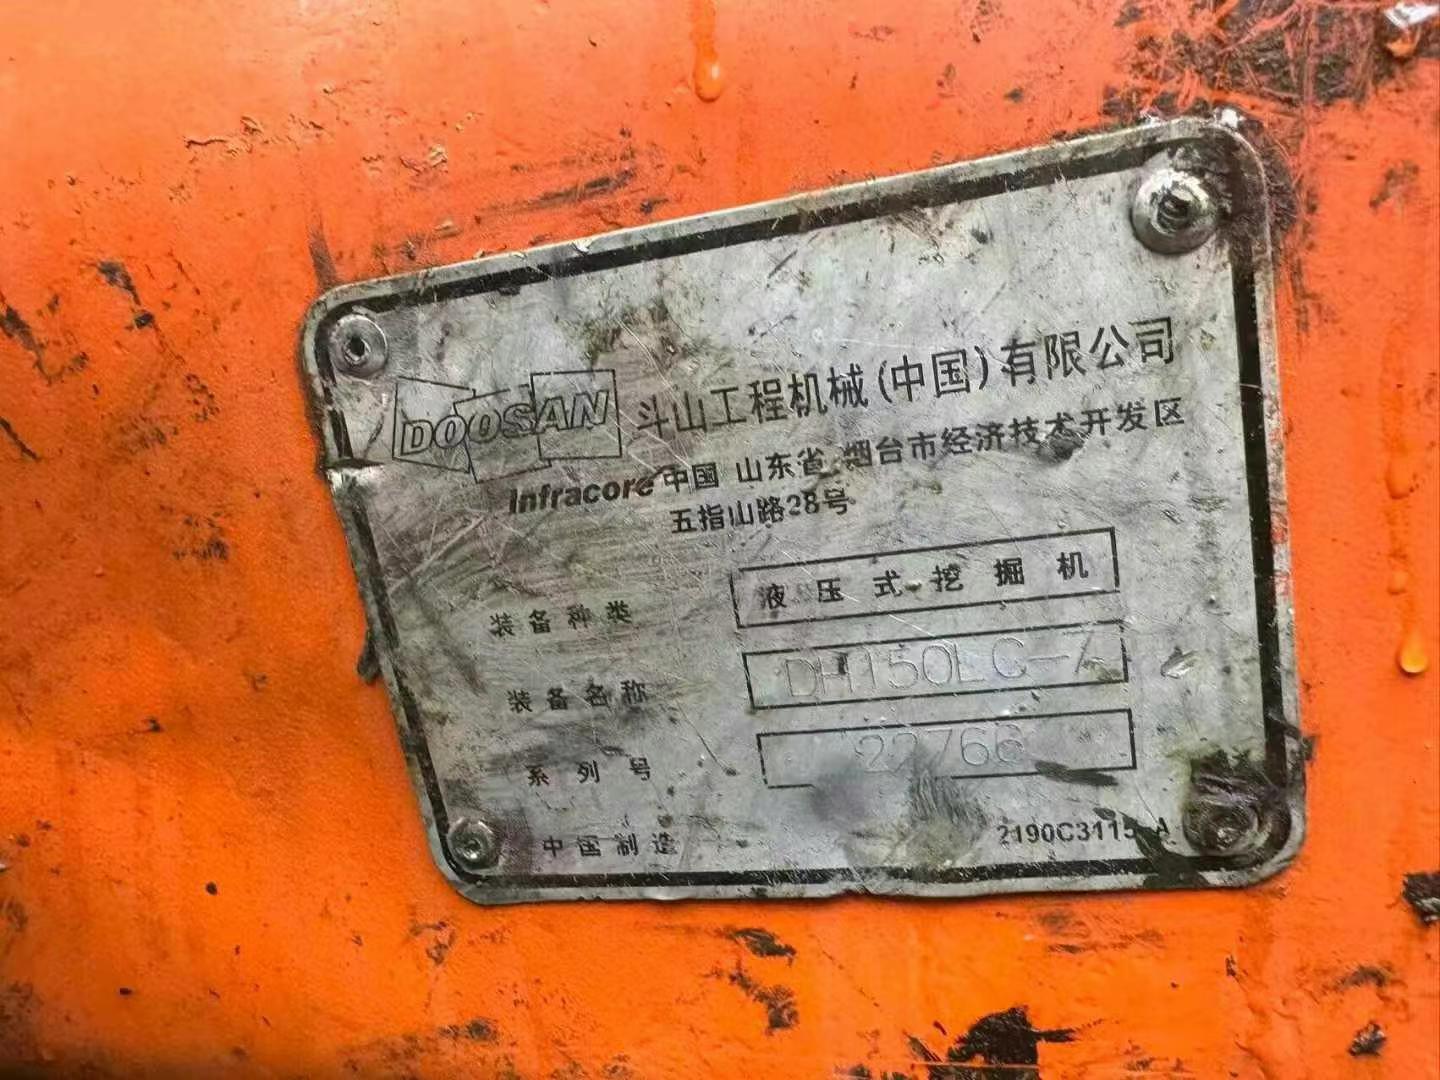 DOOSAN
Infracore
斗山工程机械(中国)有限公司
中国 山东省 烟台市经济技术开发区
五指山路28号
装备种类 液压式挖掘机
装备名称 DH150LC-7
系列号 22766
中国制造 2190C3115-A